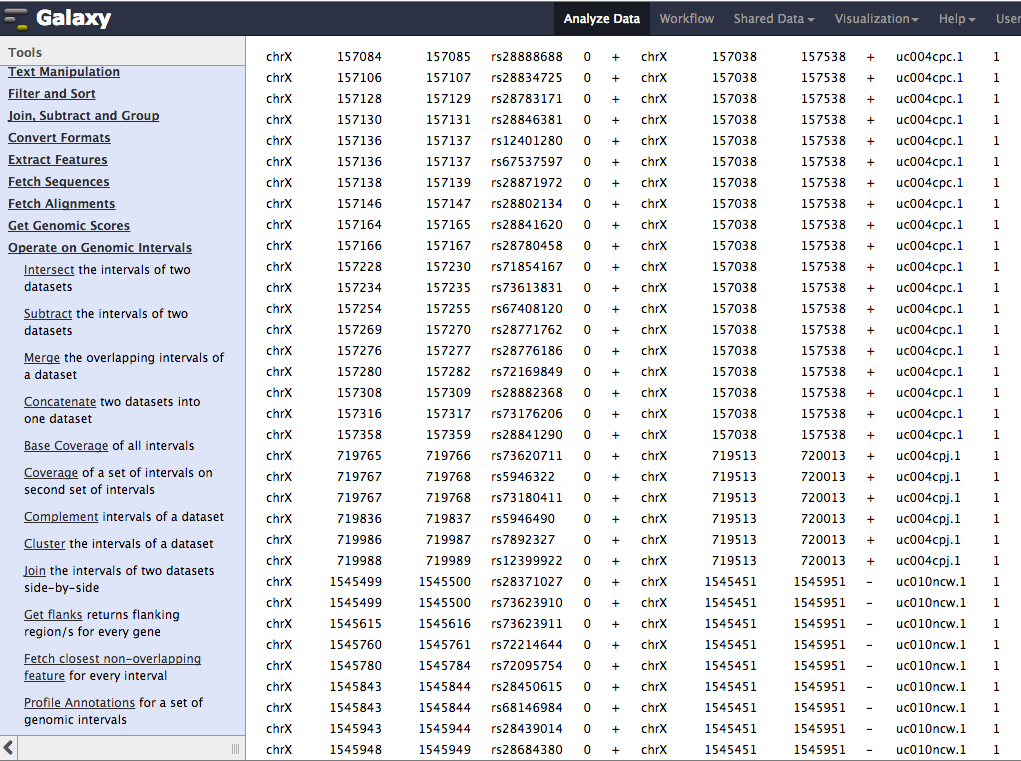 Galaxy
Analyze Data Workflow Shared Data Visualization Help User
Tools
Text Manipulation
Filter and Sort
Join, Subtract and Group
Convert Formats
Extract Features
Fetch Sequences
Fetch Alignments
Get Genomic Scores
Operate on Genomic Intervals
Intersect the intervals of two
datasets
Subtract the intervals of two
datasets
Merge the overlapping intervals of
a dataset
Concatenate two datasets into
one dataset
Base Coverage of all intervals
Coverage of a set of intervals on
second set of intervals
Complement intervals of a dataset
Cluster the intervals of a dataset
Join the intervals of two datasets
side-by-side
Get flanks returns flanking
region/s for every gene
Fetch closest non-overlapping
feature for every interval
Profile Annotations for a set of
genomic intervals
chrX 157084 157085 rs28888688 0 + chrX 157038 157538 + uc004cpc.1 1
chrX 157106 157107 rs28834725 0 + chrX 157038 157538 + uc004cpc.1 1
chrX 157128 157129 rs28783171 0 + chrX 157038 157538 + uc004cpc.1 1
chrX 157130 157131 rs28846381 0 + chrX 157038 157538 + uc004cpc.1 1
chrX 157136 157137 rs12401280 0 + chrX 157038 157538 + uc004cpc.1 1
chrX 157136 157137 rs67537597 0 + chrX 157038 157538 + uc004cpc.1 1
chrX 157138 157139 rs28871972 0 + chrX 157038 157538 + uc004cpc.1 1
chrX 157146 157147 rs28802134 0 + chrX 157038 157538 + uc004cpc.1 1
chrX 157164 157165 rs28841620 0 + chrX 157038 157538 + uc004cpc.1 1
chrX 157166 157167 rs28780458 0 + chrX 157038 157538 + uc004cpc.1 1
chrX 157228 157230 rs71854167 0 + chrX 157038 157538 + uc004cpc.1 1
chrX 157234 157235 rs73613831 0 + chrX 157038 157538 + uc004cpc.1 1
chrX 157254 157255 rs67408120 0 + chrX 157038 157538 + uc004cpc.1 1
chrX 157269 157270 rs28771762 0 + chrX 157038 157538 + uc004cpc.1 1
chrX 157276 157277 rs28776186 0 + chrX 157038 157538 + uc004cpc.1 1
chrX 157280 157282 rs72169849 0 + chrX 157038 157538 + uc004cpc.1 1
chrX 157308 157309 rs28882368 0 + chrX 157038 157538 + uc004cpc.1 1
chrX 157316 157317 rs73176206 0 + chrX 157038 157538 + uc004cpc.1 1
chrX 157358 157359 rs28841290 0 + chrX 157038 157538 + uc004cpc.1 1
chrX 719765 719766 rs73620711 0 + chrX 719513 720013 + uc004cpj.1 1
chrX 719767 719768 rs5946322 0 + chrX 719513 720013 + uc004cpj.1 1
chrX 719767 719768 rs73180411 0 + chrX 719513 720013 + uc004cpj.1 1
chrX 719836 719837 rs5946490 0 + chrX 719513 720013 + uc004cpj.1 1
chrX 719986 719987 rs7892327 0 + chrX 719513 720013 + uc004cpj.1 1
chrX 719988 719989 rs12399922 0 + chrX 719513 720013 + uc004cpj.1 1
chrX 1545499 1545500 rs28371027 0 + chrX 1545451 1545951 - uc010ncw.1 1
chrX 1545499 1545500 rs73623910 0 + chrX 1545451 1545951 - uc010ncw.1 1
chrX 1545615 1545616 rs73623911 0 + chrX 1545451 1545951 - uc010ncw.1 1
chrX 1545760 1545761 rs72214644 0 + chrX 1545451 1545951 - uc010ncw.1 1
chrX 1545780 1545784 rs72095754 0 + chrX 1545451 1545951 - uc010ncw.1 1
chrX 1545843 1545844 rs28450615 0 + chrX 1545451 1545951 - uc010ncw.1 1
chrX 1545843 1545844 rs68146984 0 + chrX 1545451 1545951 - uc010ncw.1 1
chrX 1545943 1545944 rs28439014 0 + chrX 1545451 1545951 - uc010ncw.1 1
chrX 1545948 1545949 rs28684380 0 + chrX 1545451 1545951 - uc010ncw.1 1